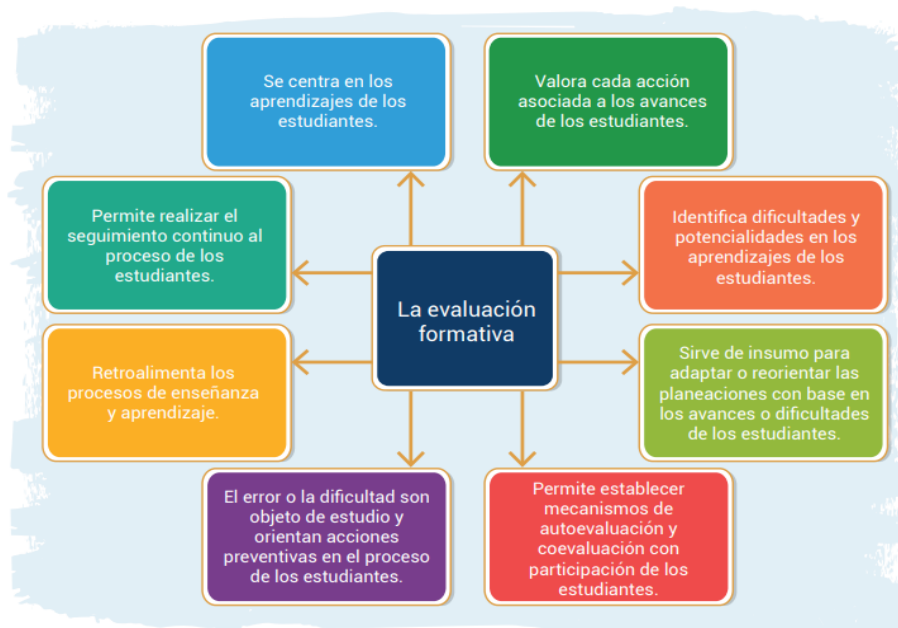 Se centra en los
aprendizajes de los
estudiantes.
Valora cada acción
asociada a los avances
de los estudiantes.
Permite realizar el
seguimiento continuo al
proceso de los
estudiantes.
Identifica dificultades y
potencialidades en los
aprendizajes de los
estudiantes.
La evaluación
formativa
Retroalimenta los
procesos de enseñanza
y aprendizaje.
Sirve de insumo para
adaptar o reorientar las
planeaciones con base en
los avances o dificultades
de los estudiantes.
El error o la dificultad son
objeto de estudio y
orientan acciones
preventivas en el proceso
de los estudiantes.
Permite establecer
mecanismos de
autoevaluación y
coevaluación con
participación de los
estudiantes.